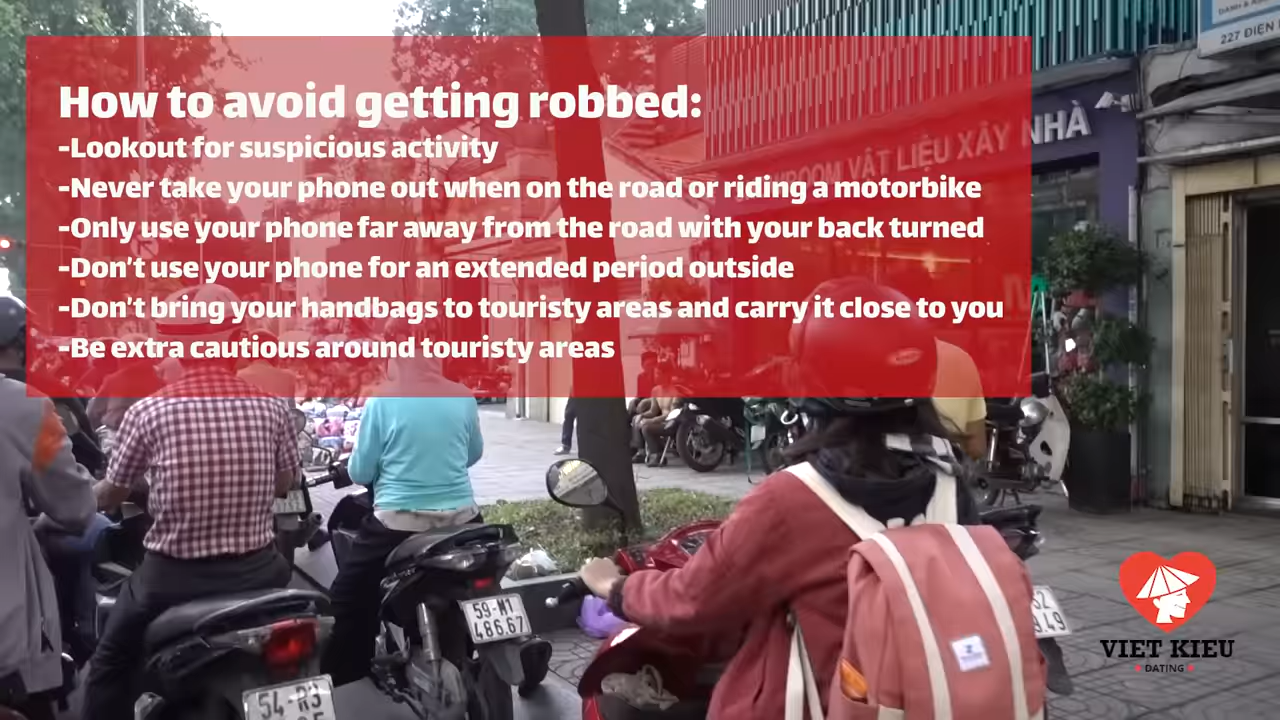 How to avoid getting robbed:
-Lookout for suspicious activity
-Never take your phone out when on the road or riding a motorbike
-Only use your phone far away from the road with your back turned
-Don't use your phone for an extended period outside
-Don't bring your handbags to touristy areas and carry it close to you
-Be extra cautious around touristy areas
227 ĐIỆN
ROOM VẬT LIỆU XÂY NHÀ
59-M1
486.67
54-R3
VIET KIEU
DATING